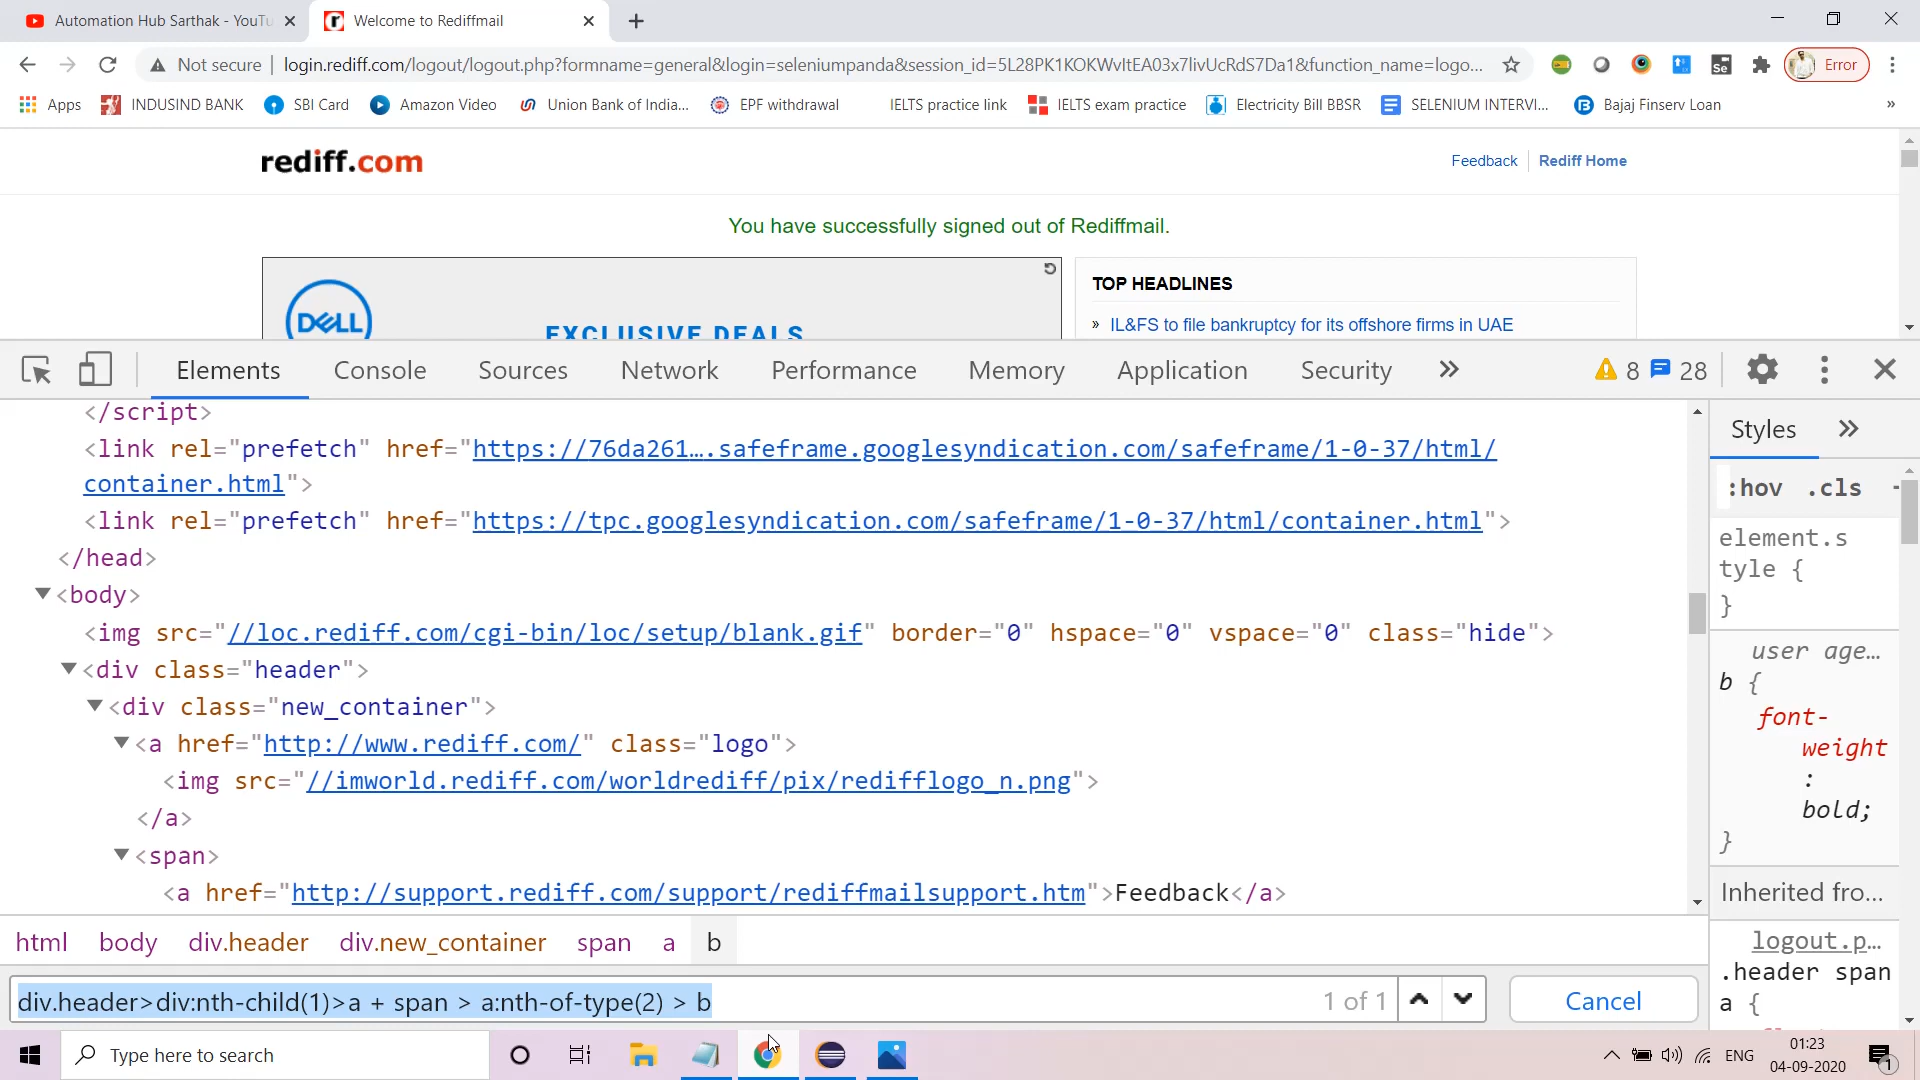 Automation Hub Sarthak - YouTu
Welcome to Rediffmail
Not secure | login.rediff.com/logout/logout.php?formname=general&login=seleniumpanda&session_id=5L28PK1KOKWvItEA03x7IivUcRdS7Da1&function_name=logo...
Error
Apps INDUSIND BANK SBI Card Amazon Video Union Bank of India... EPF withdrawal IELTS practice link IELTS exam practice Electricity Bill BBSR SELENIUM INTERVI... Bajaj Finserv Loan »
rediff.com
Feedback | Rediff Home
You have successfully signed out of Rediffmail.
DELL
EXCLUSIVE DEALS
TOP HEADLINES
» IL&FS to file bankruptcy for its offshore firms in UAE
Elements Console Sources Network Performance Memory Application Security » 8 28
</script>
<link rel="prefetch" href="https://76da261….safeframe.googlesyndication.com/safeframe/1-0-37/html/
container.html">
<link rel="prefetch" href="https://tpc.googlesyndication.com/safeframe/1-0-37/html/container.html">
</head>
▼<body>
<img src="//loc.rediff.com/cgi-bin/loc/setup/blank.gif" border="0" hspace="0" vspace="0" class="hide">
▼<div class="header">
▼<div class="new_container">
▼<a href="http://www.rediff.com/" class="logo">
<img src="//imworld.rediff.com/worldrediff/pix/redifflogo_n.png">
</a>
▼<span>
<a href="http://support.rediff.com/support/rediffmailsupport.htm">Feedback</a>
Styles »
:hov .cls
element.s
tyle {
}
user age…
b {
font-
weight
:
bold;
}
Inherited fro…
logout.p…
.header span
a {
html body div.header div.new_container span a b
div.header>div:nth-child(1)>a + span > a:nth-of-type(2) > b
1 of 1
Cancel
Type here to search
Se
ENG
01:23
04-09-2020
1